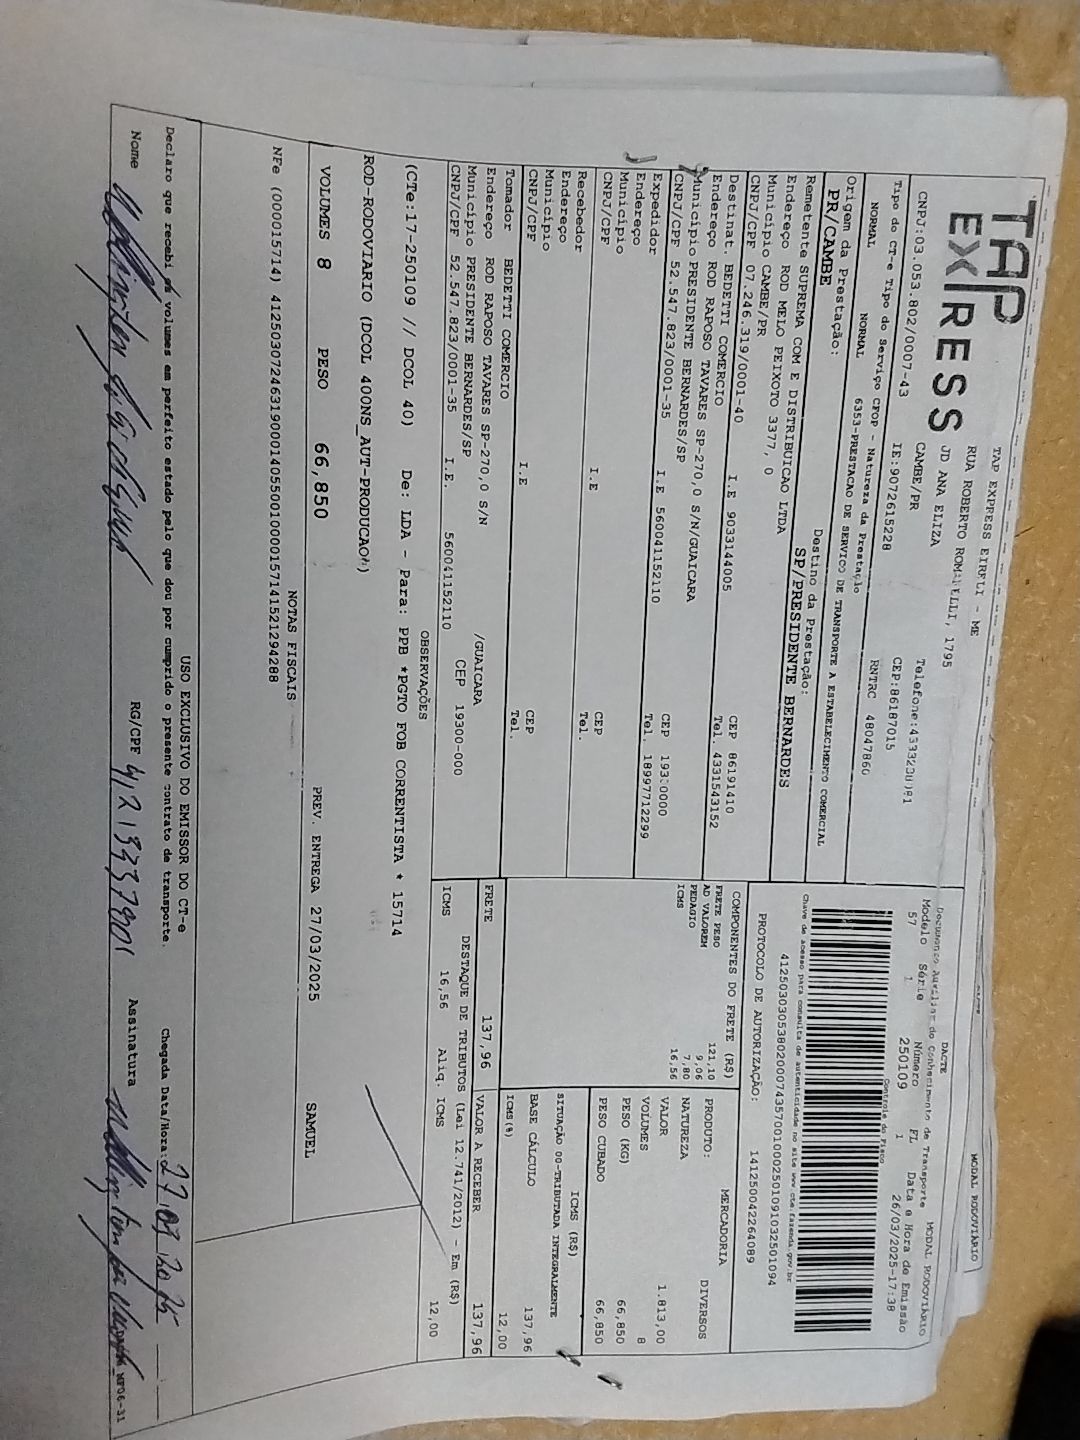 TAP EXPRESS
TAP EXPRESS EIRELI - ME
RUA ROBERTO ROMANELLI, 1795
JD ANA ELIZA
CAMBE/PR
CNPJ:03.053.802/0007-43 IE:9072615228 CEP:86187015
Tipo do CT-e Tipo do Serviço CFOP - Natureza da Prestação RNTRC 48047860
NORMAL NORMAL 6353-PRESTACAO DE SERVICO DE TRANSPORTE A ESTABELECIMENTO COMERCIAL
Origem da Prestação: Destino da Prestação:
PR/CAMBE SP/PRESIDENTE BERNARDES
Remetente SUPREMA COM E DISTRIBUICAO LTDA
Endereço ROD MELO PEIXOTO 3377, 0
Município CAMBE/PR CEP 86191410
CNPJ/CPF 07.246.319/0001-40 I.E 9033144005 Tel. 4331543152
Destinat. BEDETTI COMERCIO
Endereço ROD RAPOSO TAVARES SP-270,0 S/N/GUAICARA
Município PRESIDENTE BERNARDES/SP
CNPJ/CPF 52.547.823/0001-35 I.E 560041152110 Tel. 18997712299
Expedidor
Endereço
Município CEP
CNPJ/CPF I.E Tel.
Recebedor
Endereço
Município CEP
CNPJ/CPF I.E Tel.
Tomador BEDETTI COMERCIO
Endereço ROD RAPOSO TAVARES SP-270,0 S/N /GUAICARA
Município PRESIDENTE BERNARDES/SP CEP 19300-000
CNPJ/CPF 52.547.823/0001-35 I.E. 560041152110
MODAL RODOVIÁRIO
DACTE
Documento Auxiliar do Conhecimento de Transporte MODAL RODOVIÁRIO
Modelo Série Número FL Data e Hora de Emissão
57 1 250109 1 26/03/2025-17:38
Controle do Fisco
Chave de acesso para consulta de autenticidade no site www.cte.fazenda.gov.br
PROTOCOLO DE AUTORIZAÇÃO: 141250042264089
COMPONENTES DO FRETE (R$)
FRETE PESO 121,10
AD VALOREM 9,06
PEDAGIO 7,80
ICMS 16,56
MERCADORIA
PRODUTO: DIVERSOS
NATUREZA
VALOR 1.813,00
VOLUMES 8
PESO (KG) 66,850
PESO CUBADO 66,850
ICMS (R$)
SITUAÇÃO 00-TRIBUTADA INTEGRALMENTE
BASE CÁLCULO 137,96
ICMS(%) 12,00
FRETE 137,96 VALOR A RECEBER 137,96
DESTAQUE DE TRIBUTOS (Lei 12.741/2012) - Em (R$)
ICMS 16,56 Aliq. ICMS 12,00
OBSERVAÇÕES
(CTe:17-250109 // DCOL 40) De: LDA - Para: PPB *PGTO FOB CORRENTISTA * 15714
ROD-RODOVIARIO (DCOL 400NS_AUT-PRODUCAO*)
VOLUMES 8 PESO 66,850 PREV. ENTREGA 27/03/2025 SAMUEL
NOTAS FISCAIS
NFe (000015714) 41250307246319000140550010000157141521294288
USO EXCLUSIVO DO EMISSOR DO CT-e
Declaro que recebi os volumes em perfeito estado pelo que dou por cumprido o presente contrato de transporte. Chegada Data/Hora: 27/03/2025
Nome RG/CPF Assinatura
MF06-31